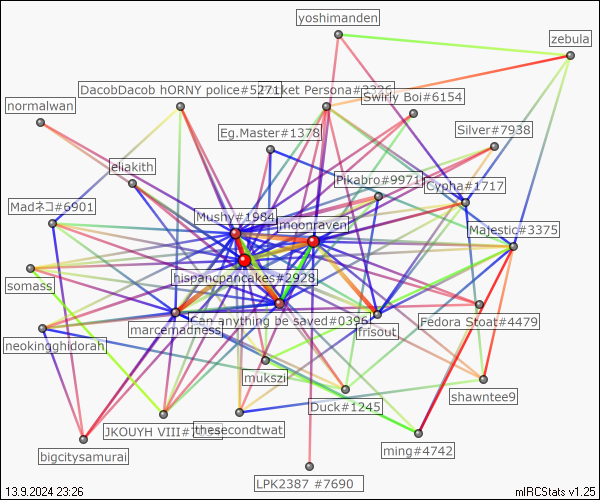 yoshimanden
zebula
DacobDacob hORNY police#5271
Persona#3326
Swirly Boi#6154
normalwan
Eg.Master#1378
Silver#7938
eliakith
Pikabro#9971
Cypha#1717
Madネコ#6901
Mushy#1984
moonraven
Majestic#3375
somass
hispancpancakes#2928
marcemadness
Can anything be saved#0396
frisout
Fedora Stoat#4479
neokingghidorah
mukszi
shawntee9
Duck#1245
JKOUYH VIII
thesecondtwat
bigcitysamurai
ming#4742
LPK2387 #7690
13.9.2024 23:26
mIRCStats v1.25